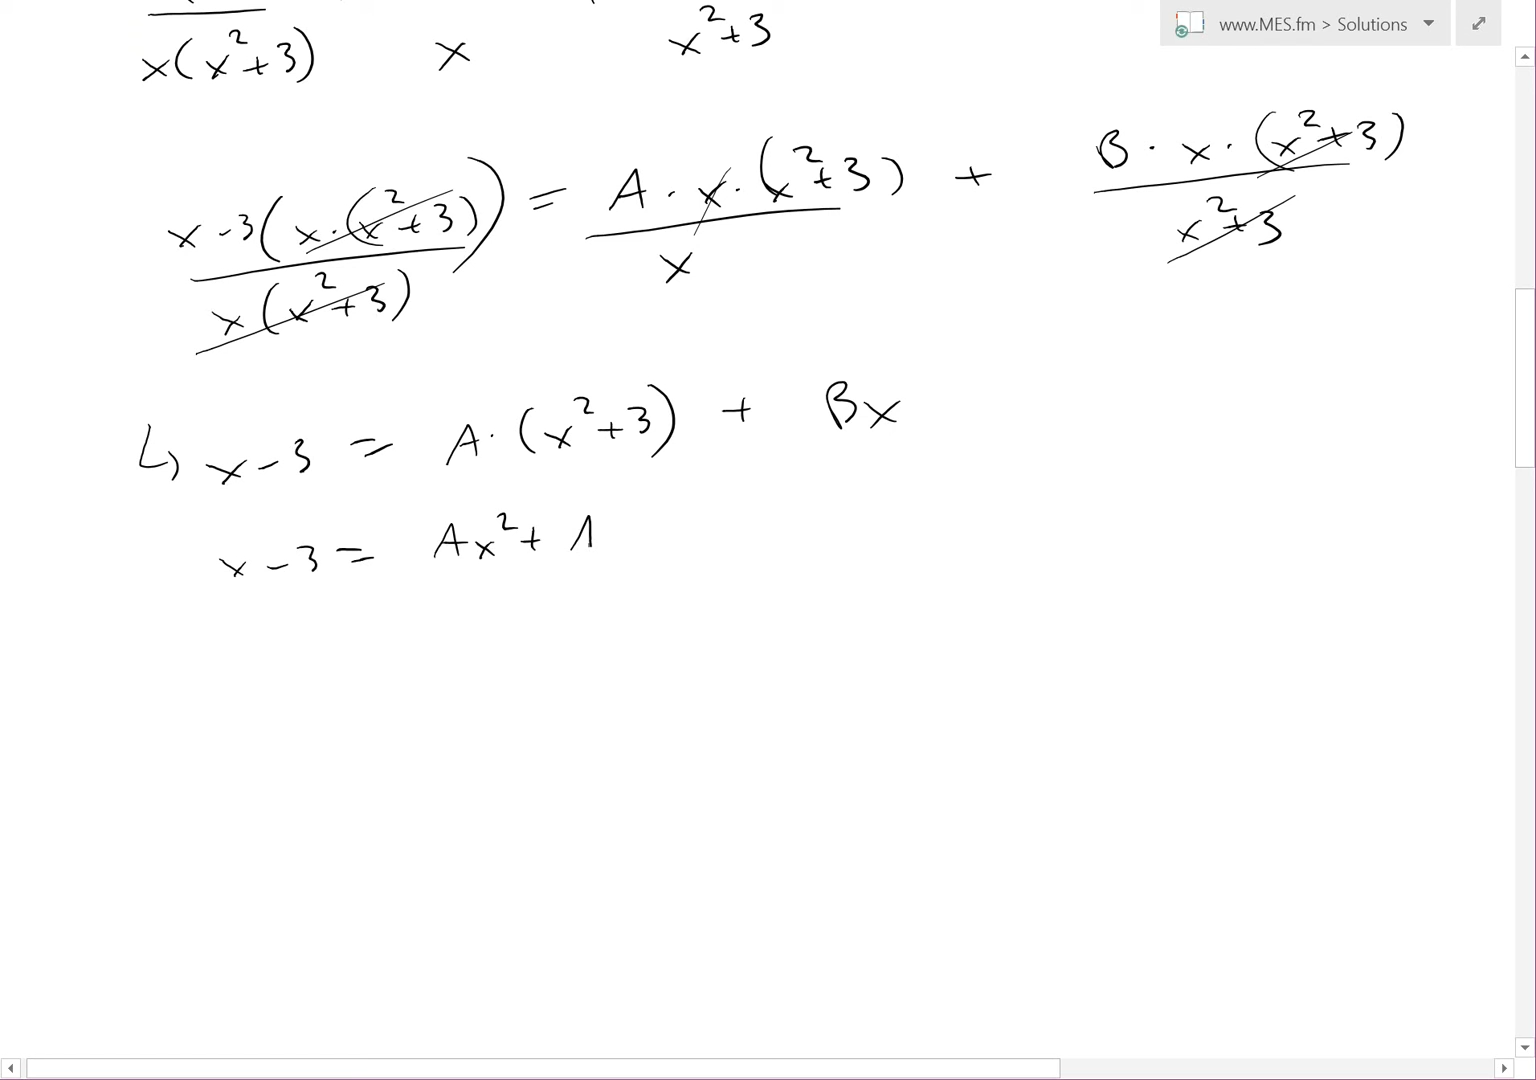 www.MES.fm > Solutions
x(x²+3) x x²+3
x-3(x·(x²+3))/x(x²+3) = A·x·(x²+3)/x + B·x·(x²+3)/x²+3
↳ x-3 = A·(x²+3) + Bx
x-3 = Ax²+